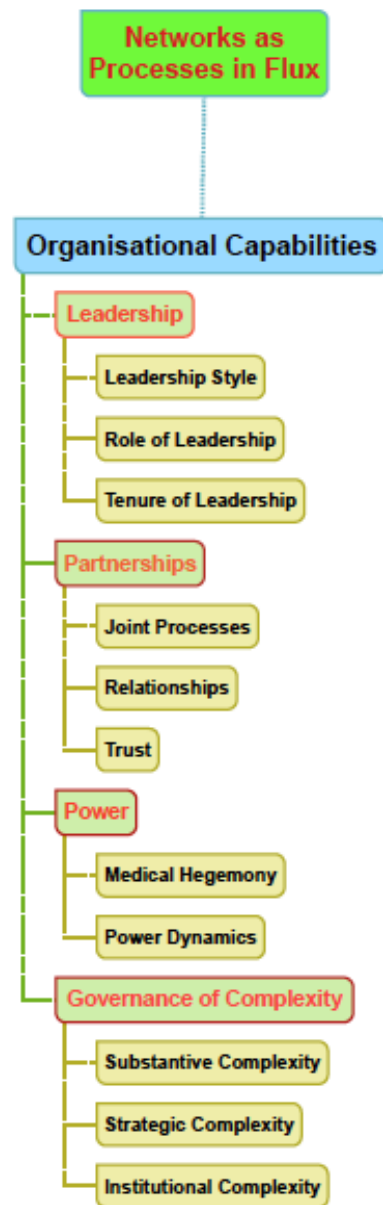 Networks as
Processes in Flux
Organisational Capabilities
Leadership
Leadership Style
Role of Leadership
Tenure of Leadership
Partnerships
Joint Processes
Relationships
Trust
Power
Medical Hegemony
Power Dynamics
Governance of Complexity
Substantive Complexity
Strategic Complexity
Institutional Complexity